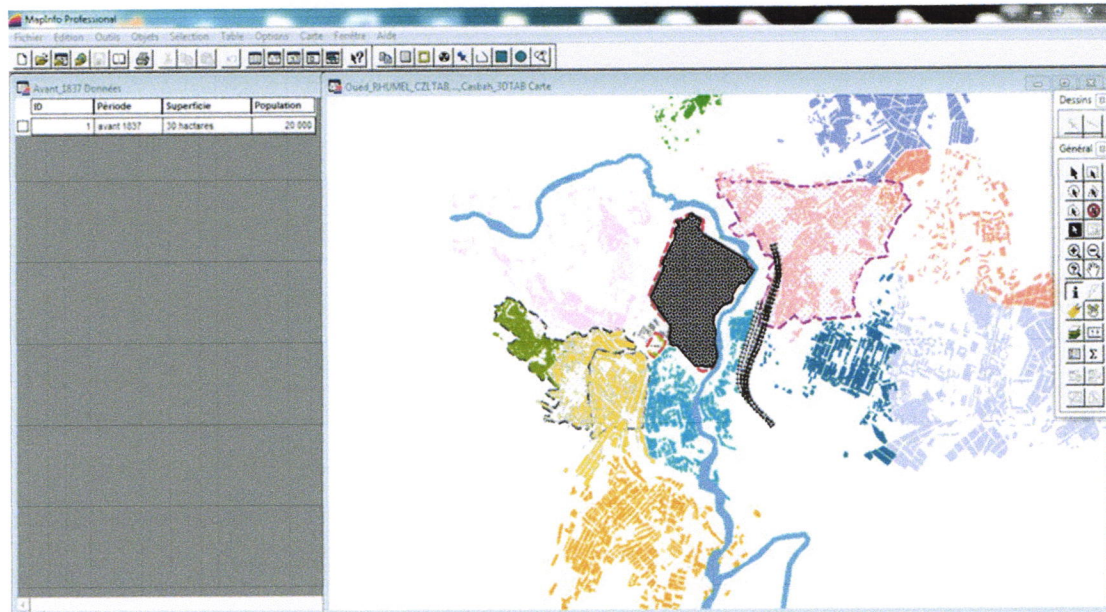 MapInfo Professional
Fichier Edition Outils Objets Sélection Table Options Carte Fenêtre Aide
Avant_1837 Données
ID Période Superficie Population
1 avant 1837 30 hactares 20 000
Oued_RHUMEL_CZLTAB,...,Casbah_3DTAB Carte
Dessins
Général